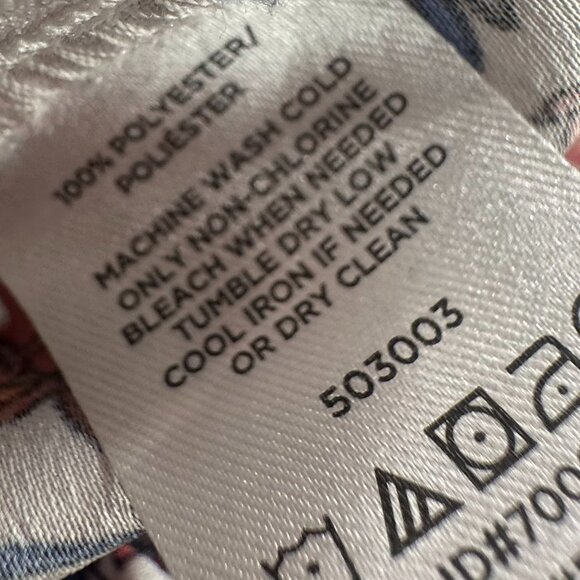 100% POLYESTER/
POLIÉSTER
MACHINE WASH COLD
ONLY NON-CHLORINE
BLEACH WHEN NEEDED
TUMBLE DRY LOW
COOL IRON IF NEEDED
OR DRY CLEAN
503003